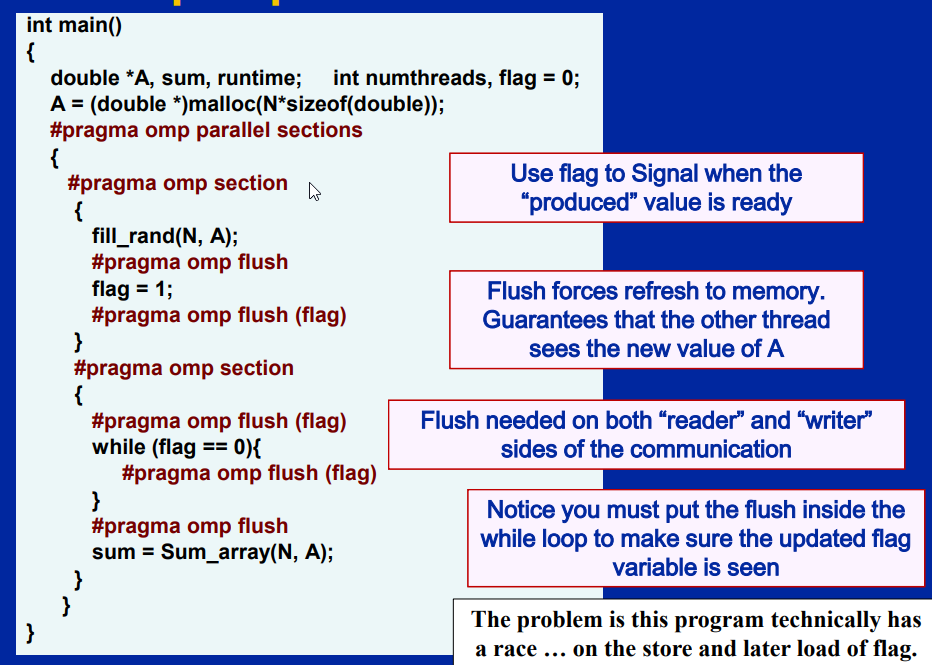 int main()
{
double *A, sum, runtime; int numthreads, flag = 0;
A = (double *)malloc(N*sizeof(double));
#pragma omp parallel sections
{
#pragma omp section
{
fill_rand(N, A);
#pragma omp flush
flag = 1;
#pragma omp flush (flag)
}
#pragma omp section
{
#pragma omp flush (flag)
while (flag == 0){
#pragma omp flush (flag)
}
#pragma omp flush
sum = Sum_array(N, A);
}
}
}
Use flag to Signal when the
“produced” value is ready
Flush forces refresh to memory.
Guarantees that the other thread
sees the new value of A
Flush needed on both “reader” and “writer”
sides of the communication
Notice you must put the flush inside the
while loop to make sure the updated flag
variable is seen
The problem is this program technically has
a race … on the store and later load of flag.